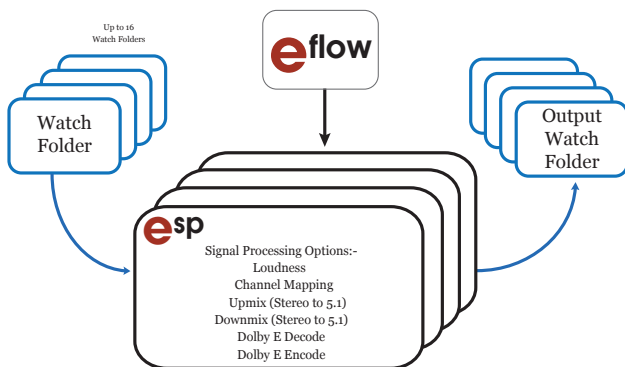 Up to 16
Watch Folders
eflow
Watch
Folder
Output
Watch
Folder
esp
Signal Processing Options:-
Loudness
Channel Mapping
Upmix (Stereo to 5.1)
Downmix (Stereo to 5.1)
Dolby E Decode
Dolby E Encode